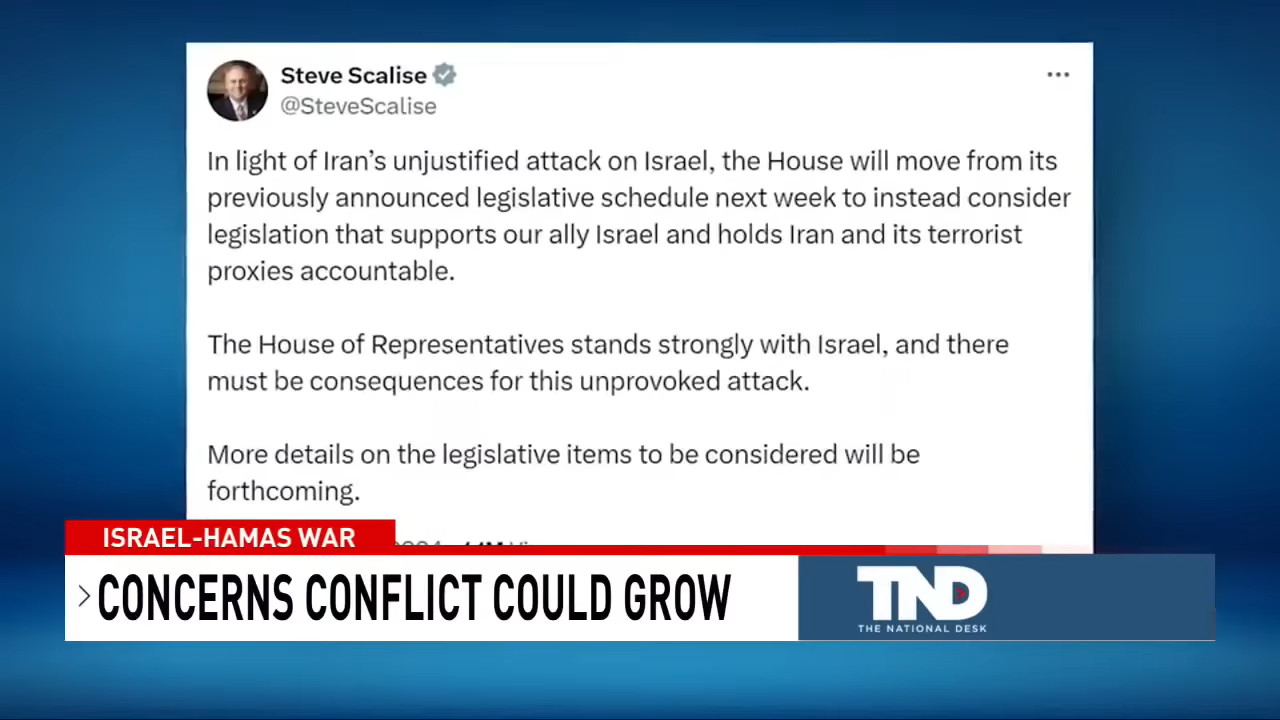 Steve Scalise
@SteveScalise
In light of Iran's unjustified attack on Israel, the House will move from its
previously announced legislative schedule next week to instead consider
legislation that supports our ally Israel and holds Iran and its terrorist
proxies accountable.
The House of Representatives stands strongly with Israel, and there
must be consequences for this unprovoked attack.
More details on the legislative items to be considered will be
forthcoming.
ISRAEL-HAMAS WAR
CONCERNS CONFLICT COULD GROW
TND
THE NATIONAL DESK